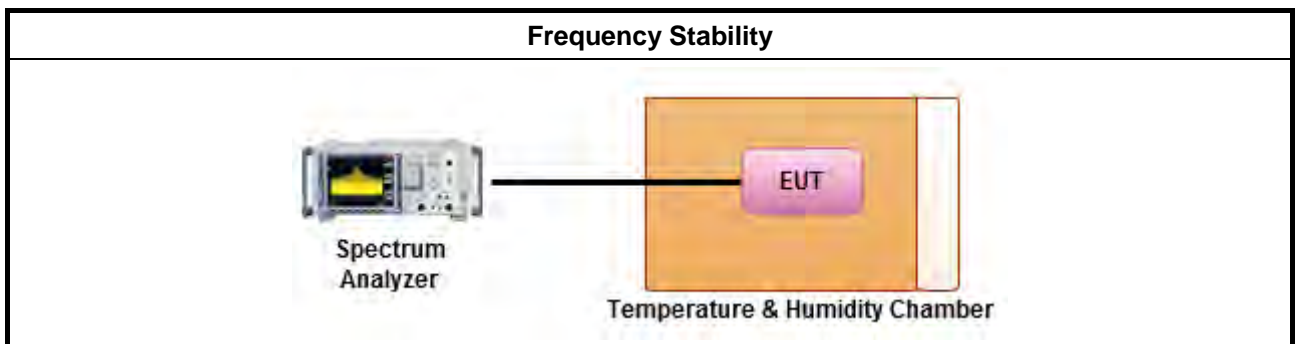 Frequency Stability
EUT
Spectrum
Analyzer
Temperature & Humidity Chamber